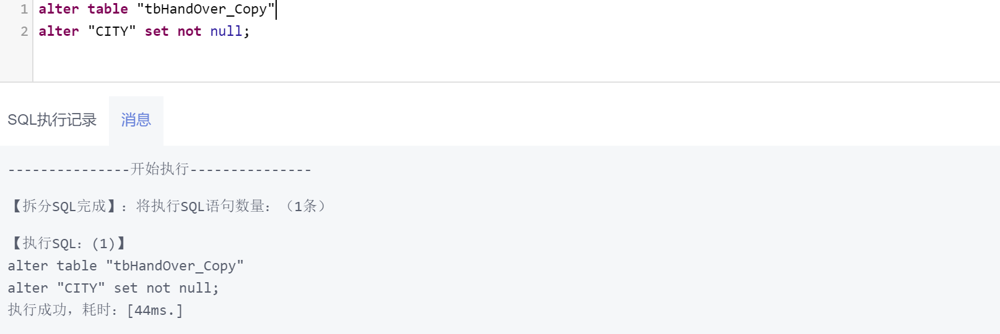 1 alter table "tbHandOver_Copy"
2 alter "CITY" set not null;
SQL执行记录 消息
---------------开始执行---------------
【拆分SQL完成】：将执行SQL语句数量：（1条）
【执行SQL：(1)】
alter table "tbHandOver_Copy"
alter "CITY" set not null;
执行成功，耗时：[44ms.]